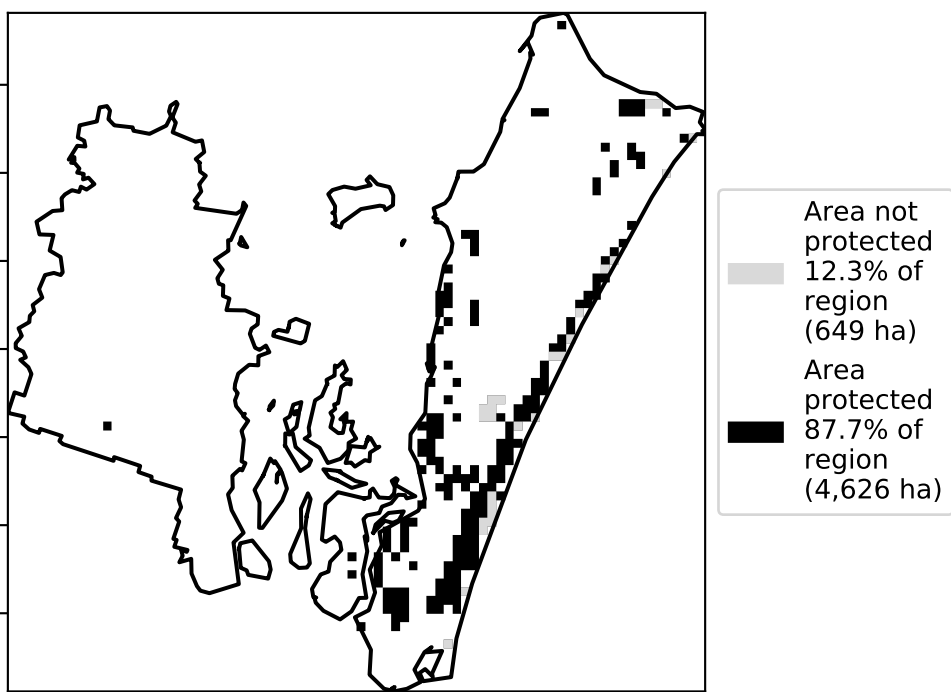 Area not
protected
12.3% of
region
(649 ha)
Area
protected
87.7% of
region
(4,626 ha)